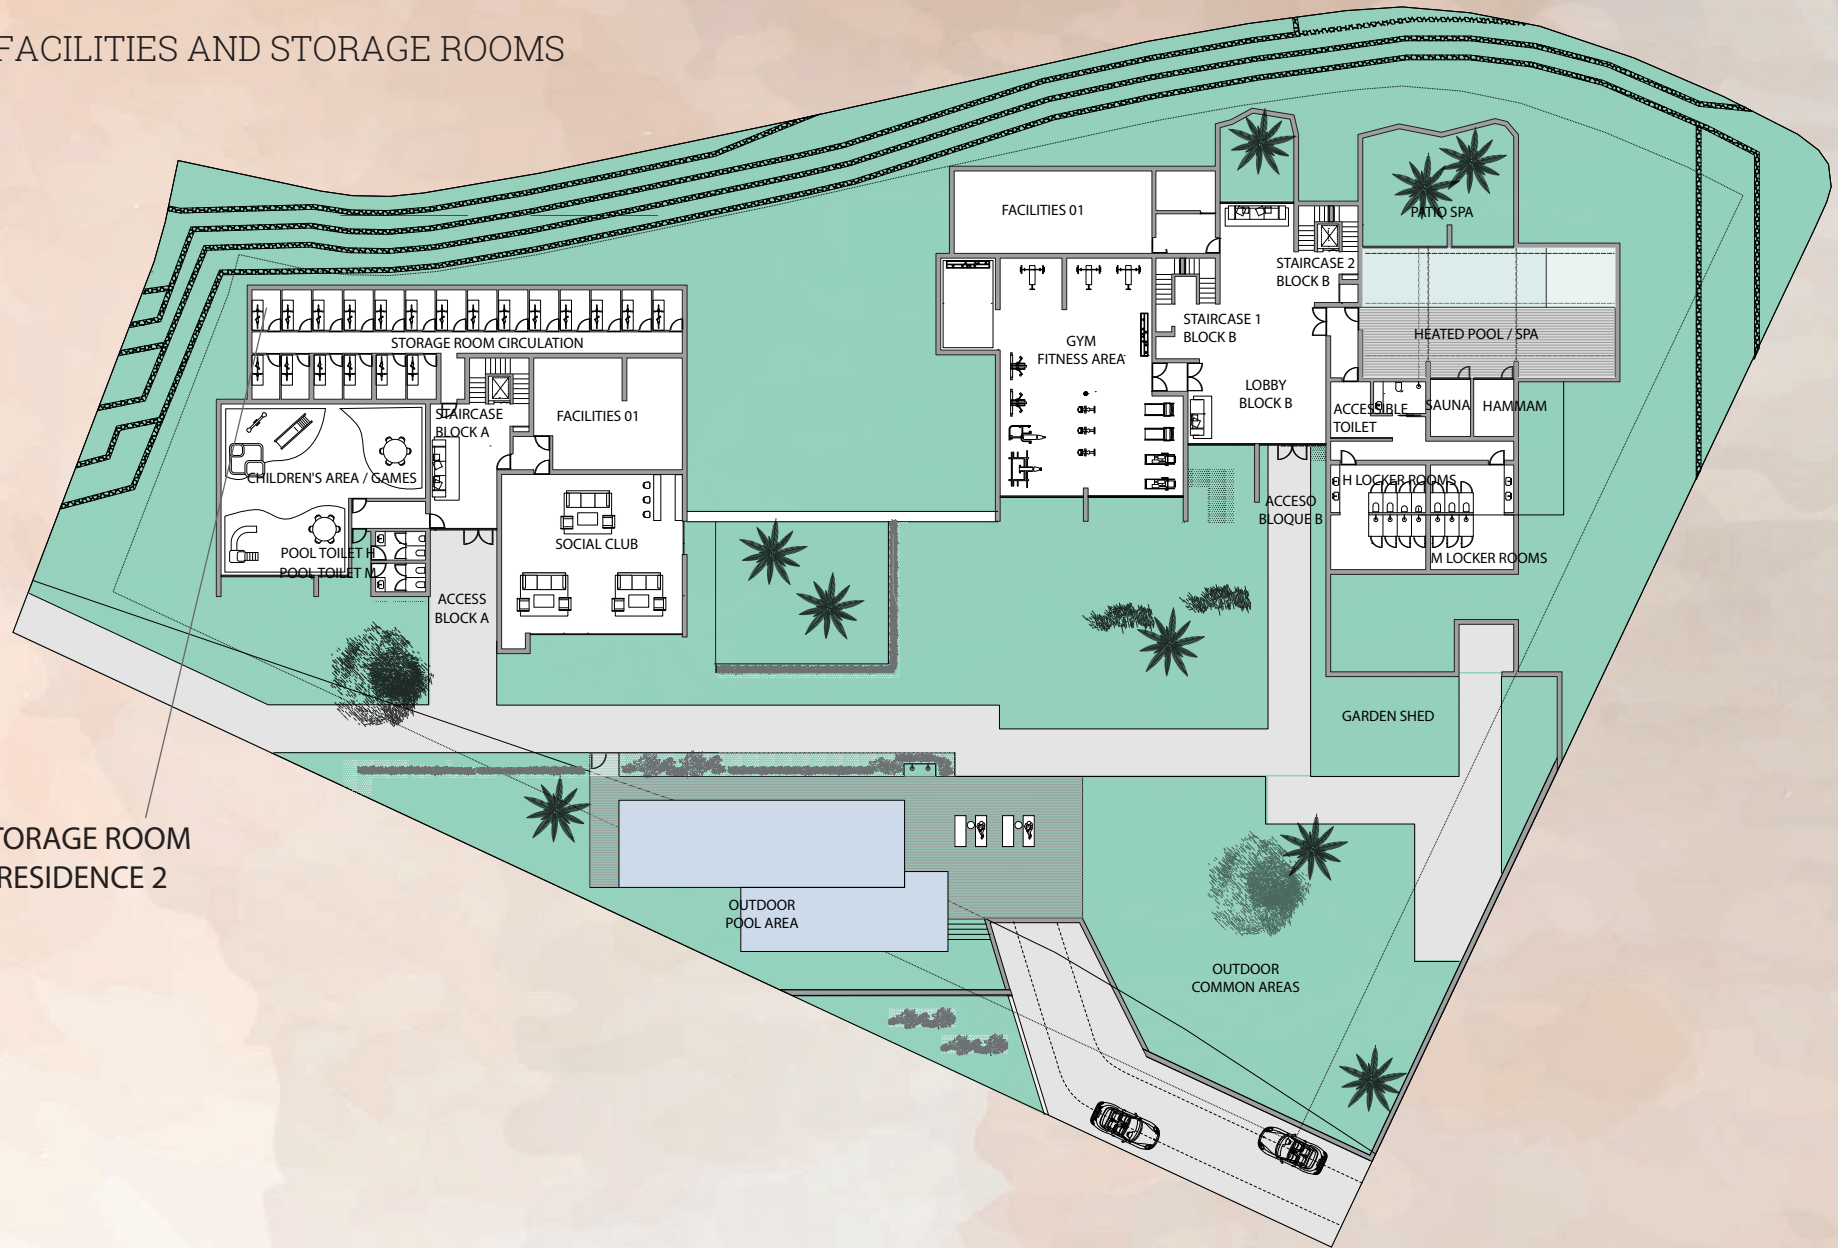 FACILITIES AND STORAGE ROOMS
FACILITIES 01
PATIO SPA
STAIRCASE 2
BLOCK B
STAIRCASE 1
BLOCK B
HEATED POOL / SPA
STORAGE ROOM CIRCULATION
GYM
FITNESS AREA
LOBBY
BLOCK B
ACCESSIBLE
TOILET
SAUNA
HAMMAM
STAIRCASE
BLOCK A
FACILITIES 01
CHILDREN'S AREA / GAMES
H LOCKER ROOMS
ACCESO
BLOQUE B
SOCIAL CLUB
POOL TOILET H
POOL TOILET M
M LOCKER ROOMS
ACCESS
BLOCK A
GARDEN SHED
TORAGE ROOM
RESIDENCE 2
OUTDOOR
POOL AREA
OUTDOOR
COMMON AREAS